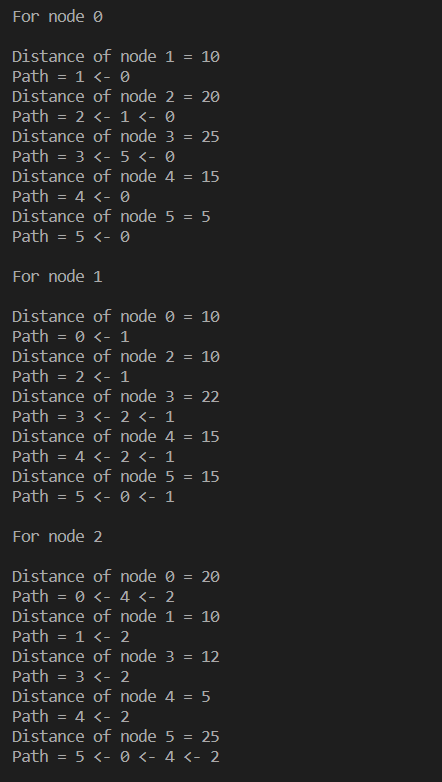 For node 0
Distance of node 1 = 10
Path = 1 <- 0
Distance of node 2 = 20
Path = 2 <- 1 <- 0
Distance of node 3 = 25
Path = 3 <- 5 <- 0
Distance of node 4 = 15
Path = 4 <- 0
Distance of node 5 = 5
Path = 5 <- 0
For node 1
Distance of node 0 = 10
Path = 0 <- 1
Distance of node 2 = 10
Path = 2 <- 1
Distance of node 3 = 22
Path = 3 <- 2 <- 1
Distance of node 4 = 15
Path = 4 <- 2 <- 1
Distance of node 5 = 15
Path = 5 <- 0 <- 1
For node 2
Distance of node 0 = 20
Path = 0 <- 4 <- 2
Distance of node 1 = 10
Path = 1 <- 2
Distance of node 3 = 12
Path = 3 <- 2
Distance of node 4 = 5
Path = 4 <- 2
Distance of node 5 = 25
Path = 5 <- 0 <- 4 <- 2